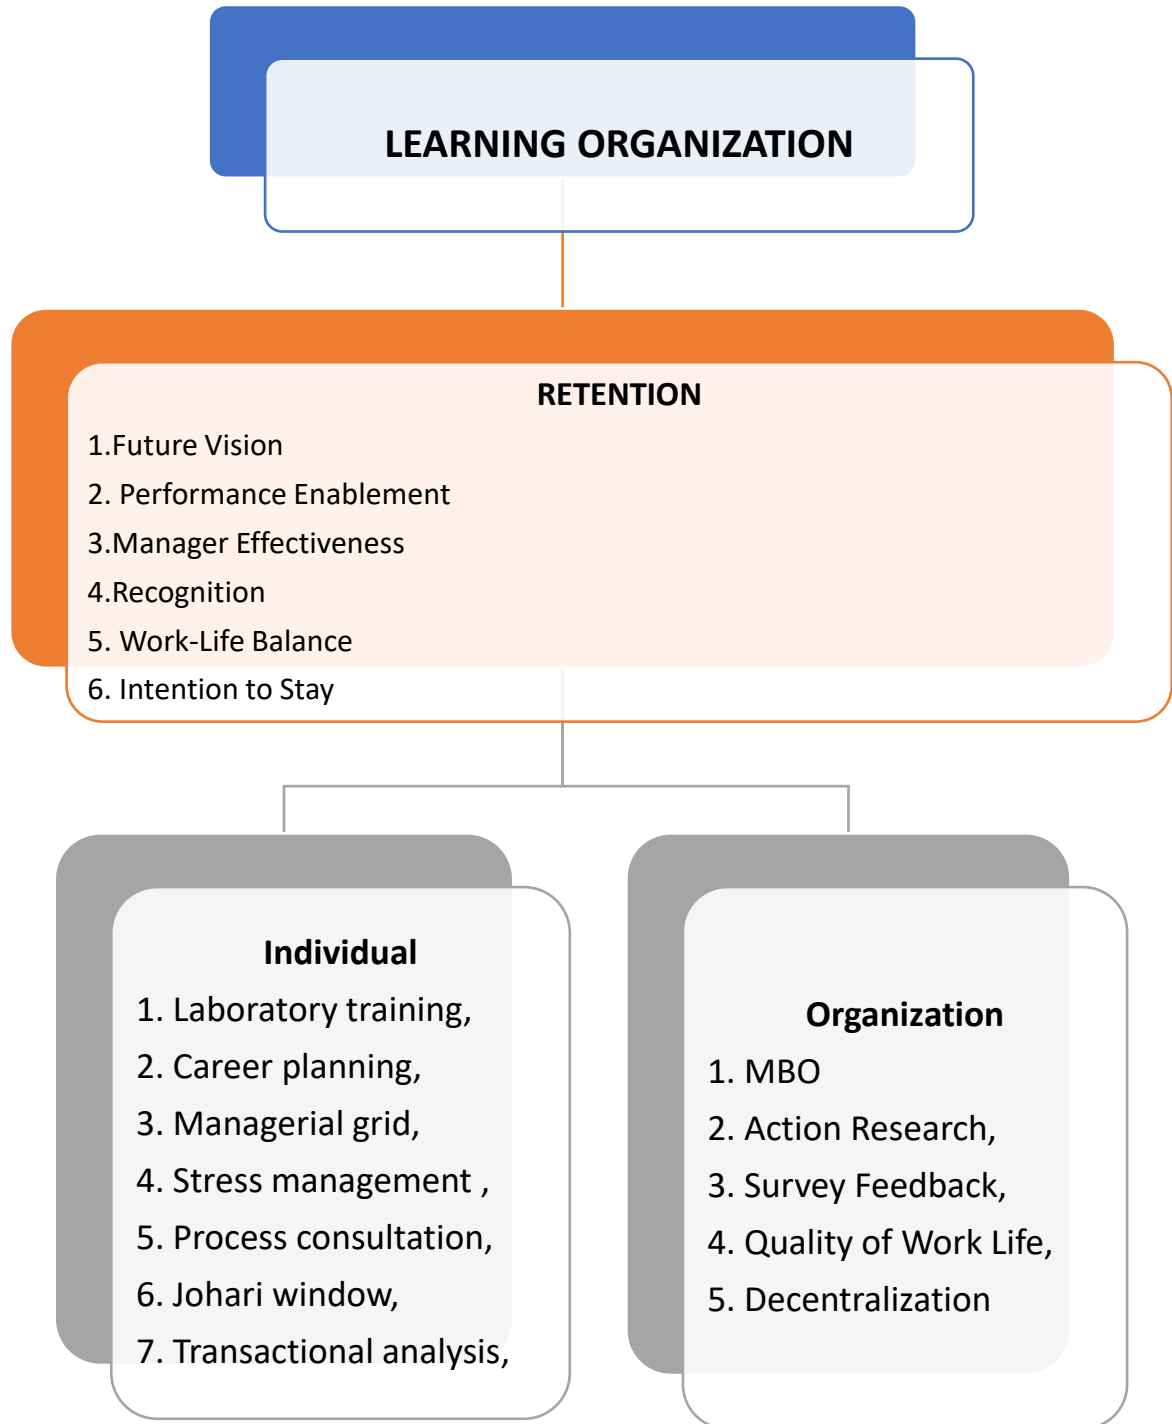 LEARNING ORGANIZATION
RETENTION
1.Future Vision
2. Performance Enablement
3.Manager Effectiveness
4.Recognition
5. Work-Life Balance
6. Intention to Stay
Individual
1. Laboratory training,
2. Career planning,
3. Managerial grid,
4. Stress management ,
5. Process consultation,
6. Johari window,
7. Transactional analysis,
Organization
1. MBO
2. Action Research,
3. Survey Feedback,
4. Quality of Work Life,
5. Decentralization